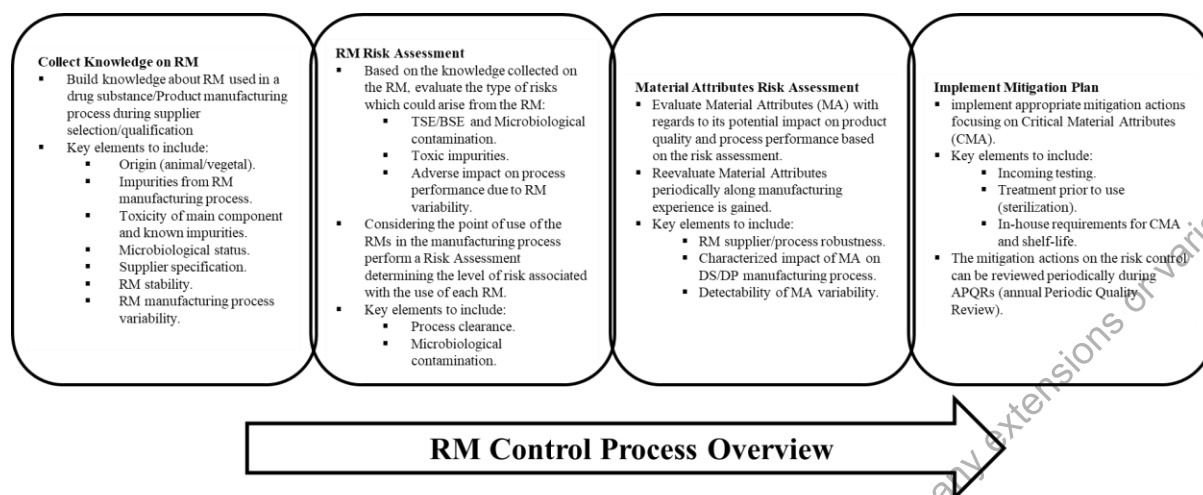 Collect Knowledge on RM
▪ Build knowledge about RM used in a
drug substance/Product manufacturing
process during supplier
selection/qualification
▪ Key elements to include:
▪ Origin (animal/vegetal).
▪ Impurities from RM
manufacturing process.
▪ Toxicity of main component
and known impurities.
▪ Microbiological status.
▪ Supplier specification.
▪ RM stability.
▪ RM manufacturing process
variability.
RM Risk Assessment
▪ Based on the knowledge collected on
the RM, evaluate the type of risks
which could arise from the RM:
▪ TSE/BSE and Microbiological
contamination.
▪ Toxic impurities.
▪ Adverse impact on process
performance due to RM
variability.
▪ Considering the point of use of the
RMs in the manufacturing process
perform a Risk Assessment
determining the level of risk associated
with the use of each RM.
▪ Key elements to include:
▪ Process clearance.
▪ Microbiological
contamination.
Material Attributes Risk Assessment
▪ Evaluate Material Attributes (MA) with
regards to its potential impact on product
quality and process performance based
on the risk assessment.
▪ Reevaluate Material Attributes
periodically along manufacturing
experience is gained.
▪ Key elements to include:
▪ RM supplier/process robustness.
▪ Characterized impact of MA on
DS/DP manufacturing process.
▪ Detectability of MA variability.
Implement Mitigation Plan
▪ implement appropriate mitigation actions
focusing on Critical Material Attributes
(CMA).
▪ Key elements to include:
▪ Incoming testing.
▪ Treatment prior to use
(sterilization).
▪ In-house requirements for CMA
and shelf-life.
▪ The mitigation actions on the risk control
can be reviewed periodically during
APQRs (annual Periodic Quality
Review).
RM Control Process Overview
any extensions or